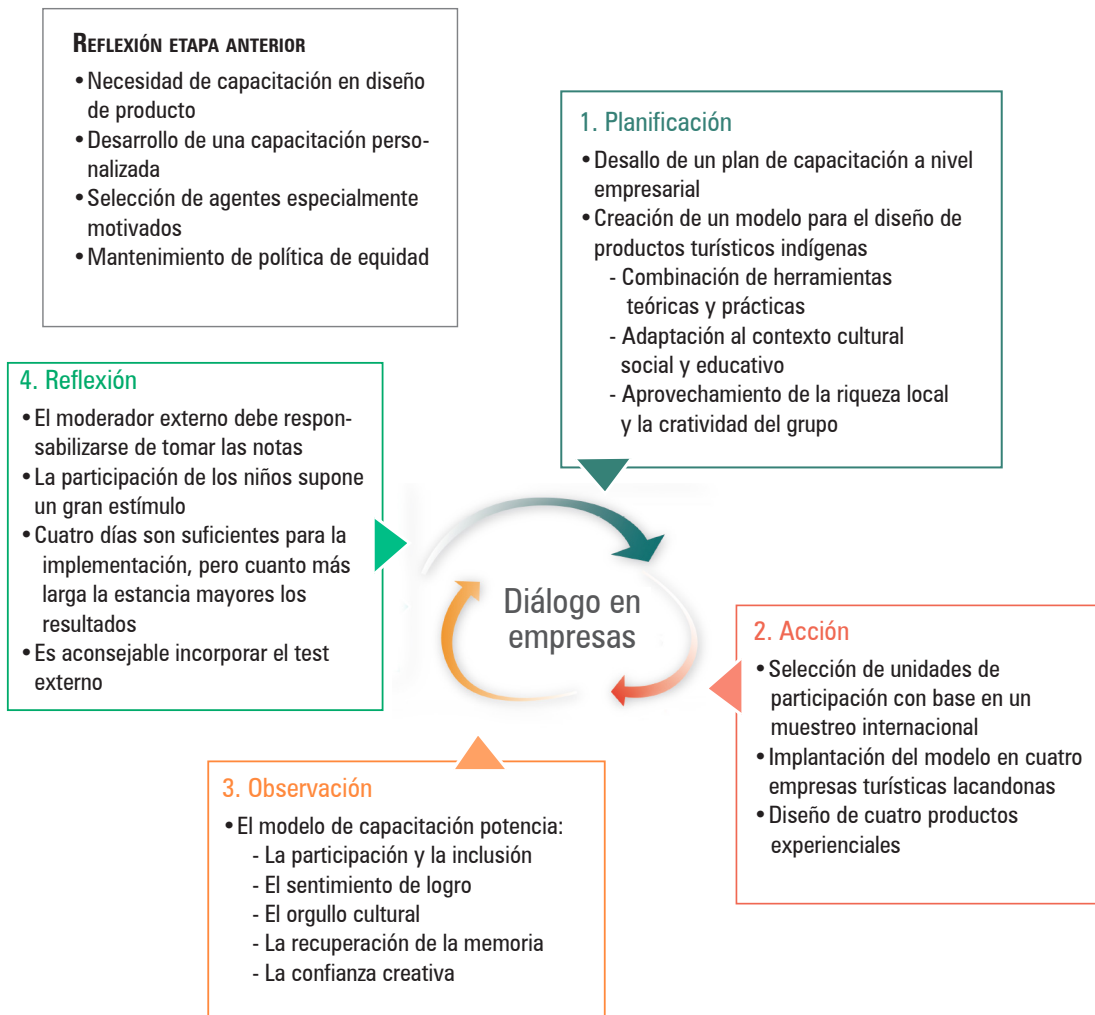 REFLEXIÓN ETAPA ANTERIOR
• Necesidad de capacitación en diseño
de producto
• Desarrollo de una capacitación perso-
nalizada
• Selección de agentes especialmente
motivados
• Mantenimiento de política de equidad
1. Planificación
• Desallo de un plan de capacitación a nivel
empresarial
• Creación de un modelo para el diseño de
productos turísticos indígenas
- Combinación de herramientas
teóricas y prácticas
- Adaptación al contexto cultural
social y educativo
- Aprovechamiento de la riqueza local
y la cratividad del grupo
4. Reflexión
• El moderador externo debe respon-
sabilizarse de tomar las notas
• La participación de los niños supone
un gran estímulo
• Cuatro días son suficientes para la
implementación, pero cuanto más
larga la estancia mayores los
resultados
• Es aconsejable incorporar el test
externo
Diálogo en
empresas
2. Acción
• Selección de unidades de
participación con base en un
muestreo internacional
• Implantación del modelo en cuatro
empresas turísticas lacandonas
• Diseño de cuatro productos
experienciales
3. Observación
• El modelo de capacitación potencia:
- La participación y la inclusión
- El sentimiento de logro
- El orgullo cultural
- La recuperación de la memoria
- La confianza creativa